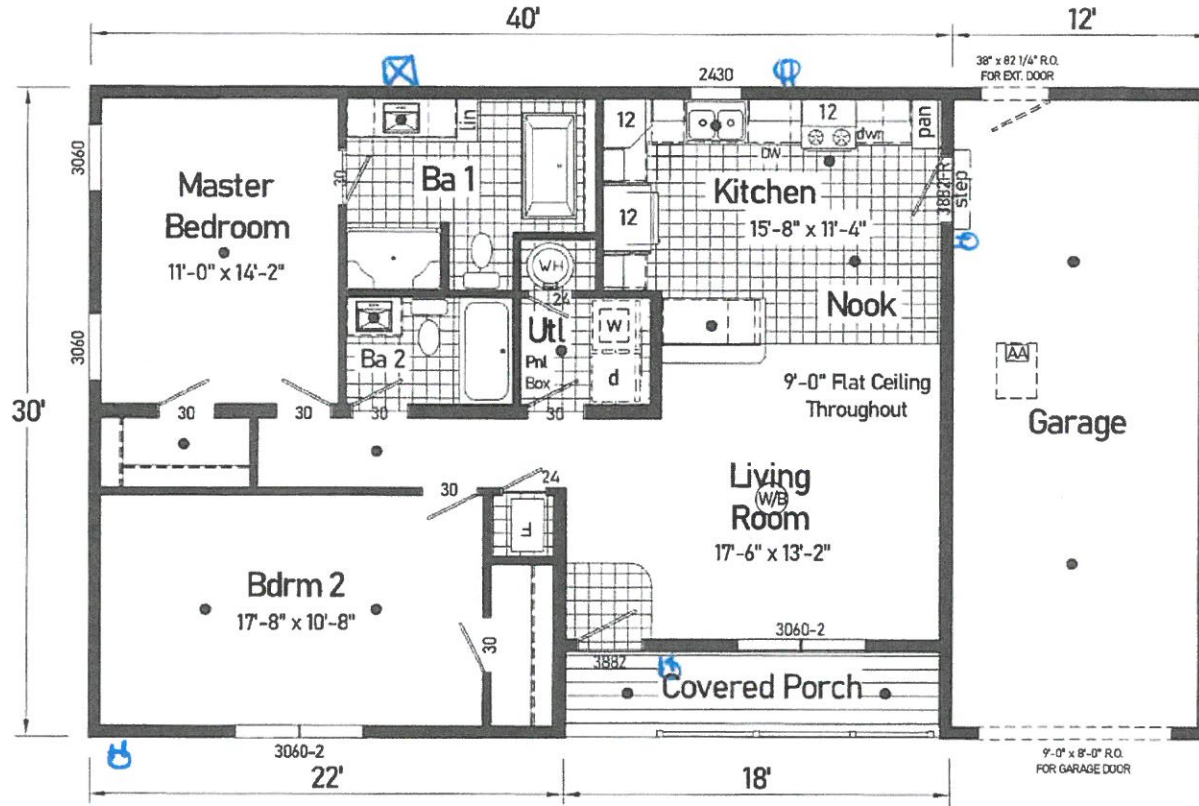 40'
12'
38" x 82 1/4" R.O.
FOR EXT. DOOR
2430
30'
3060
3060
Master
Bedroom
11'-0" x 14'-2"
30
lin
Ba 1
12
12
12
DW
dwr
pan
Kitchen
15'-8" x 11'-4"
3882FR
step
WH
24
Nook
Utl
Pnl
Box
W
d
Ba 2
AA
9'-0" Flat Ceiling
Throughout
Garage
30
30
30
30
30
24
F
Living
Room
W/B
17'-6" x 13'-2"
Bdrm 2
17'-8" x 10'-8"
30
3060-2
3882
Covered Porch
3060-2
9'-0" x 8'-0" R.O.
FOR GARAGE DOOR
22'
18'